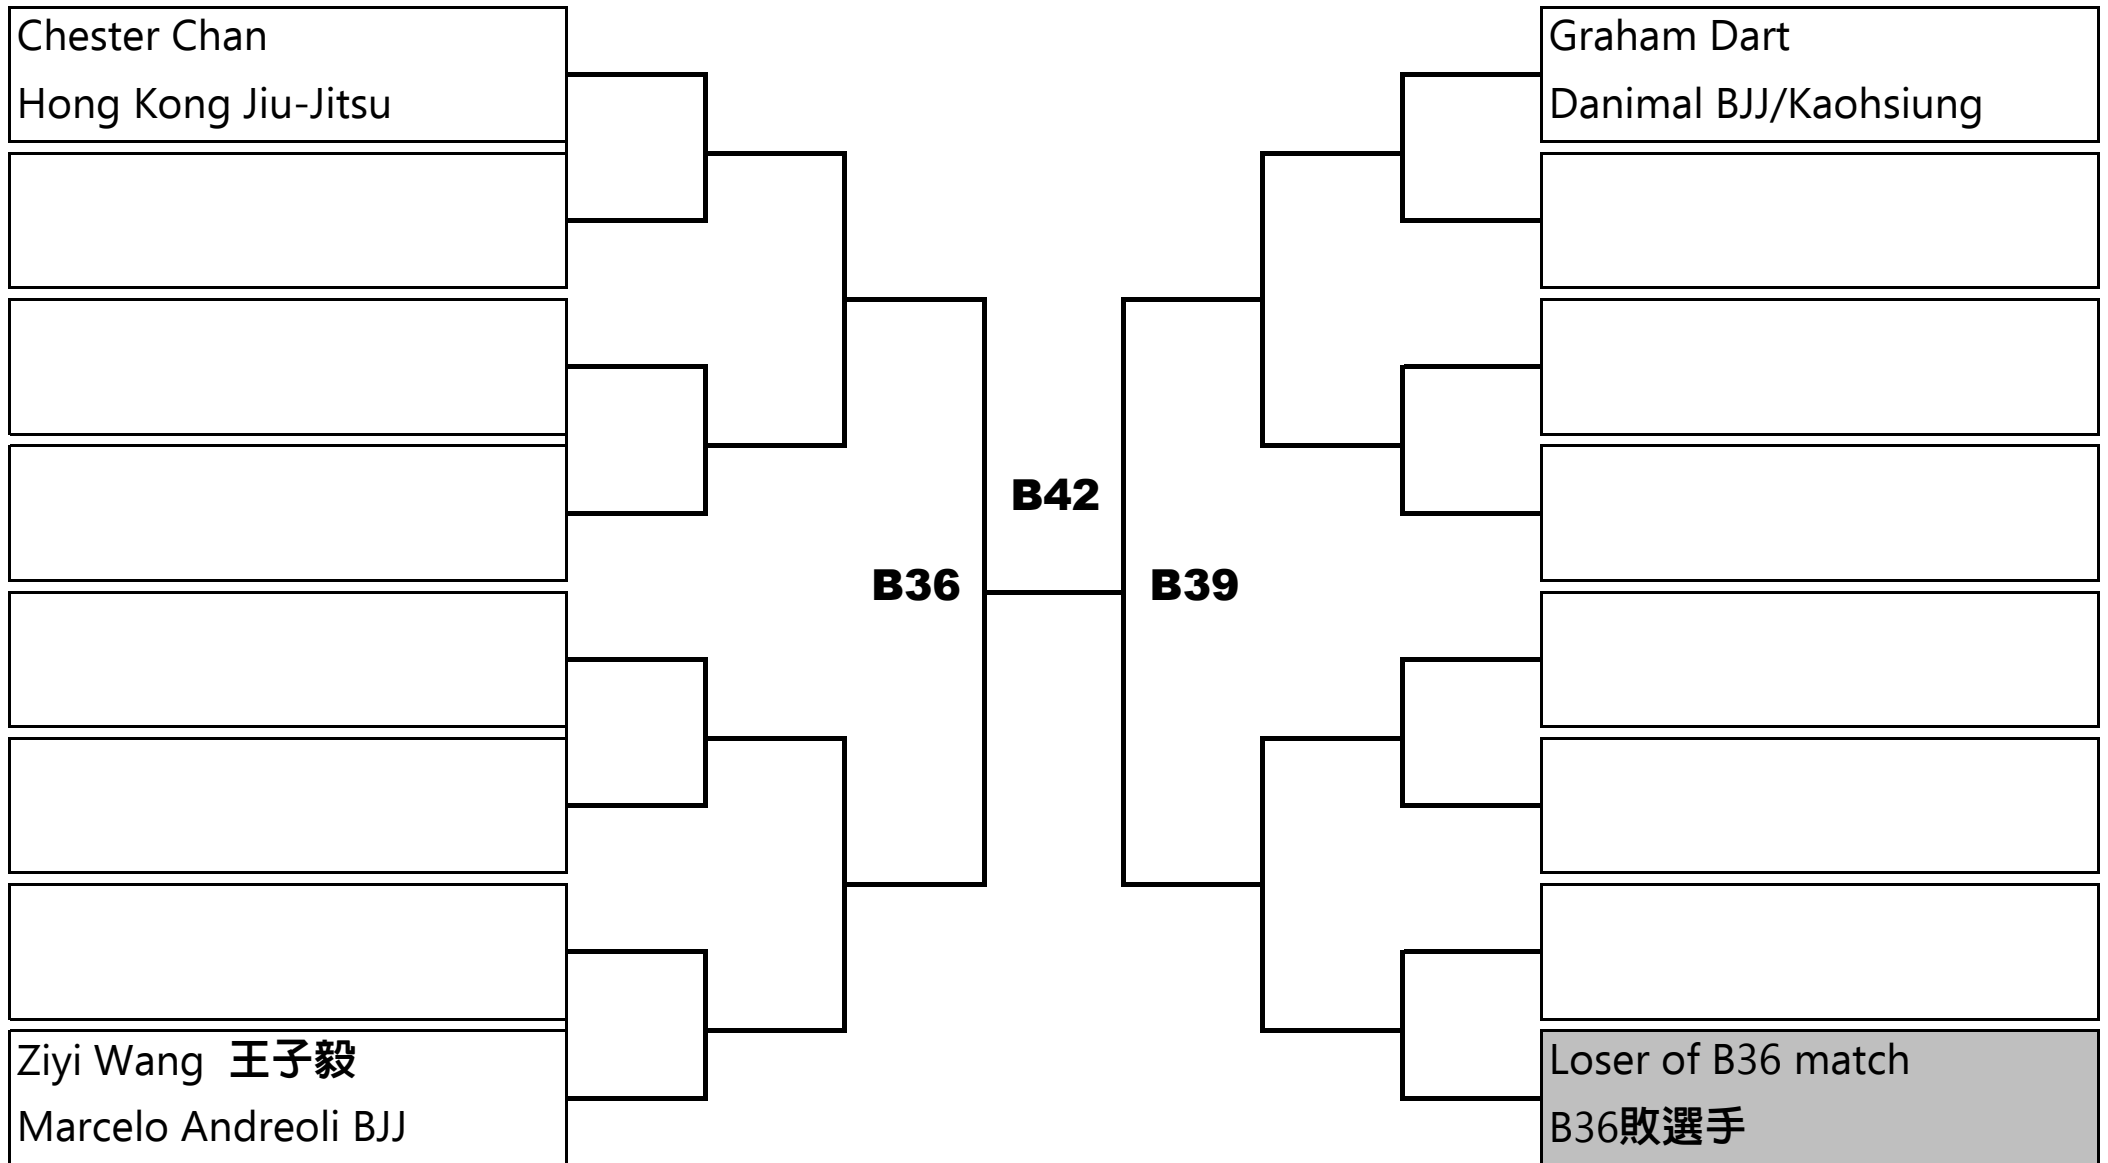 Chester Chan
Hong Kong Jiu-Jitsu
Graham Dart
Danimal BJJ/Kaohsiung
B42
B36
B39
Ziyi Wang 王子毅
Marcelo Andreoli BJJ
Loser of B36 match
B36敗選手